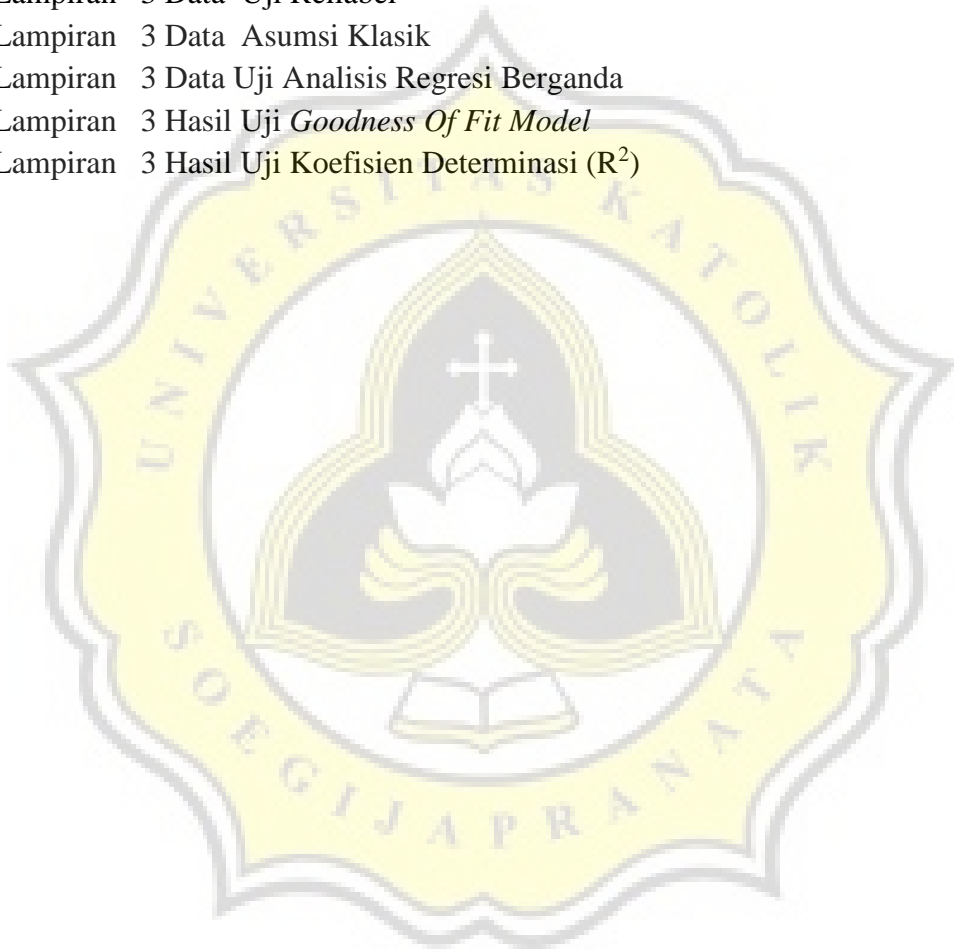 Lampiran 3 Data Uji Reliabel
Lampiran 3 Data Asumsi Klasik
Lampiran 3 Data Uji Analisis Regresi Berganda
Lampiran 3 Hasil Uji Goodness Of Fit Model
Lampiran 3 Hasil Uji Koefisien Determinasi (R²)
UNIVERSITAS KATOLIK
SOEGIJAPRANATA